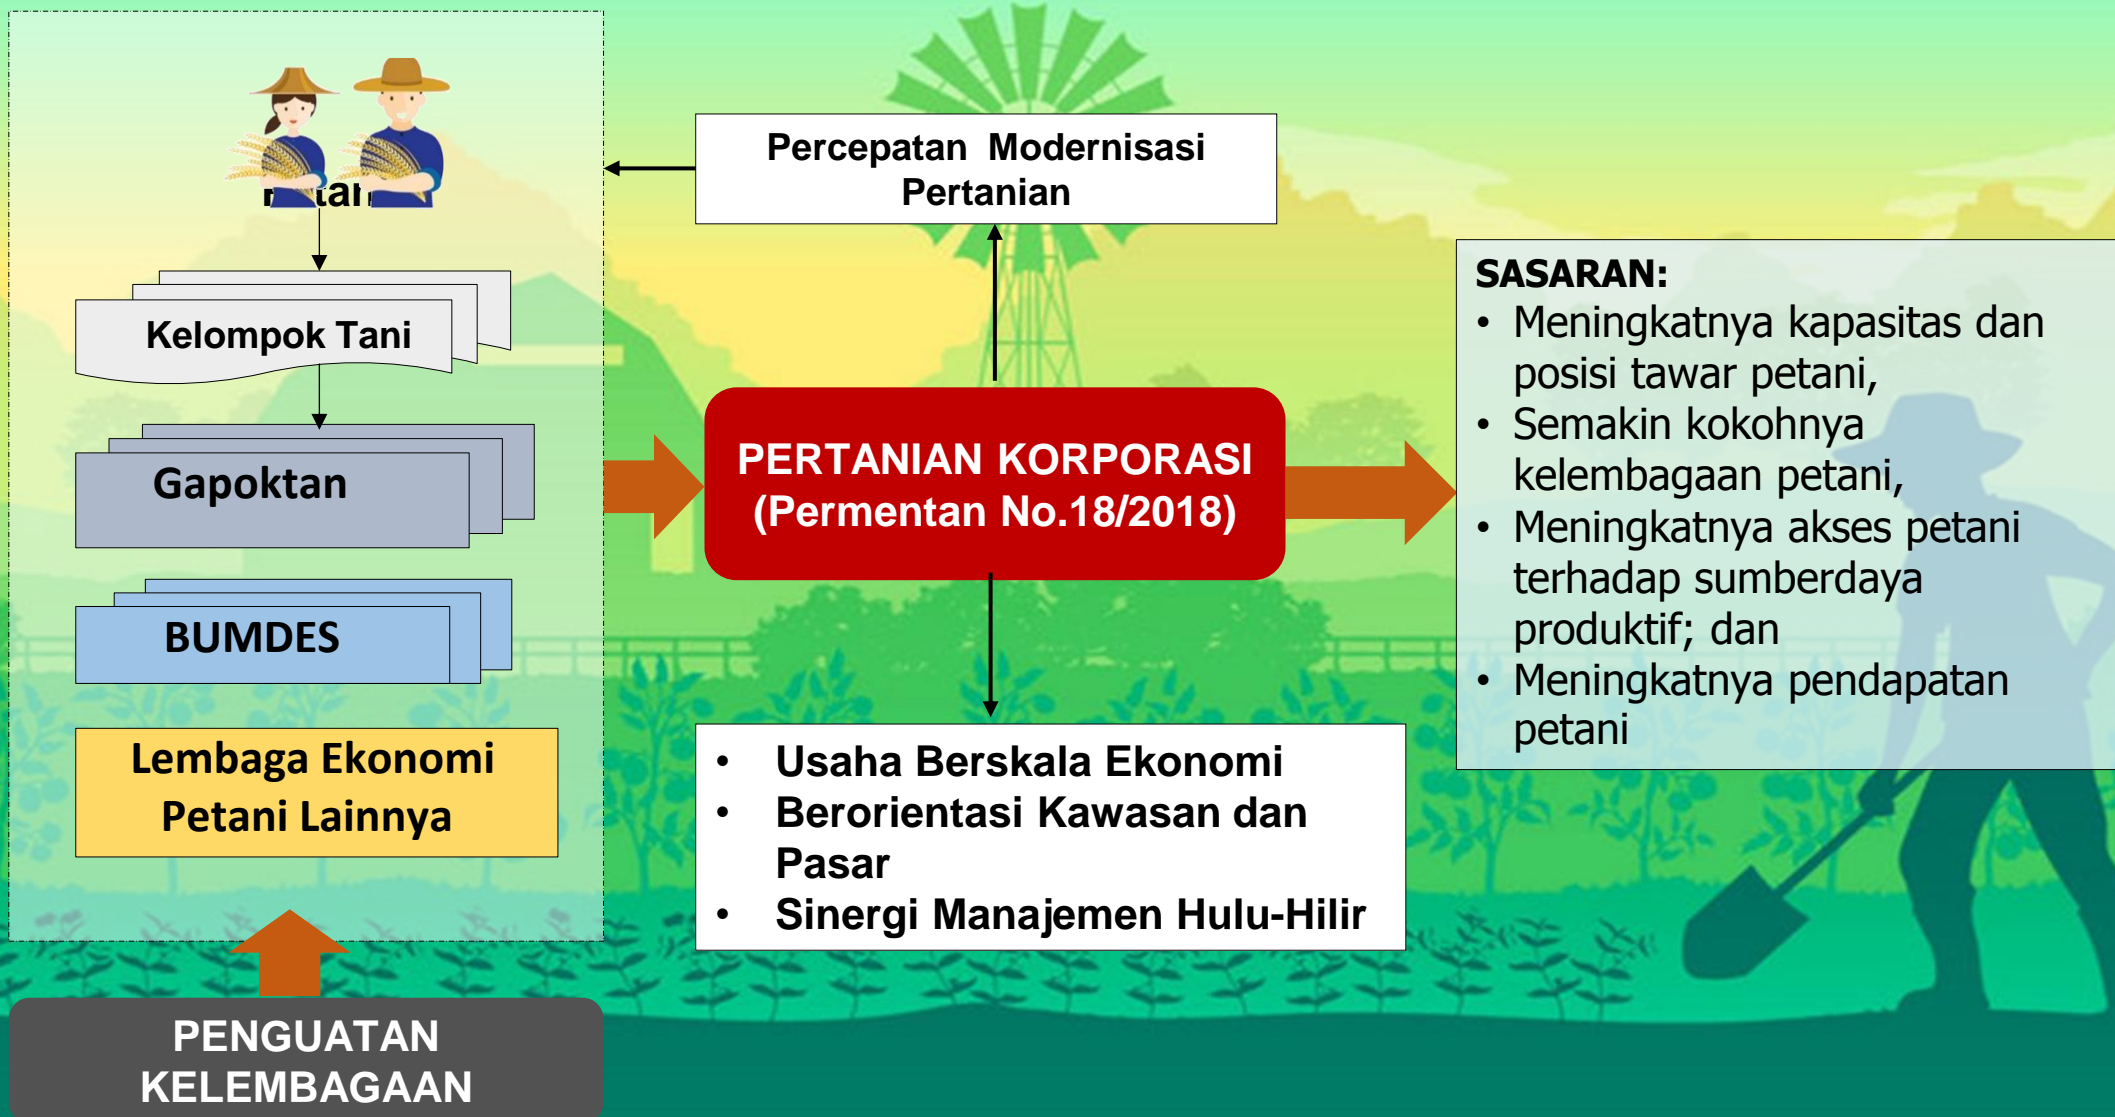 Kelompok Tani
Gapoktan
BUMDES
Lembaga Ekonomi
Petani Lainnya
PENGUATAN
KELEMBAGAAN
Percepatan Modernisasi
Pertanian
PERTANIAN KORPORASI
(Permentan No.18/2018)
• Usaha Berskala Ekonomi
• Berorientasi Kawasan dan
Pasar
• Sinergi Manajemen Hulu-Hilir
SASARAN:
• Meningkatnya kapasitas dan
posisi tawar petani,
• Semakin kokohnya
kelembagaan petani,
• Meningkatnya akses petani
terhadap sumberdaya
produktif; dan
• Meningkatnya pendapatan
petani